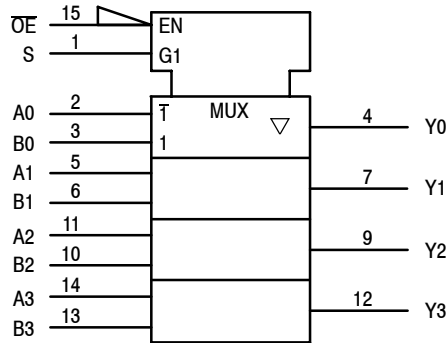 O̅E̅ 15 EN
S 1 G1
A0 2 1̅ MUX ▽ 4 Y0
B0 3 1
A1 5 7 Y1
B1 6
A2 11 9 Y2
B2 10
A3 14 12 Y3
B3 13